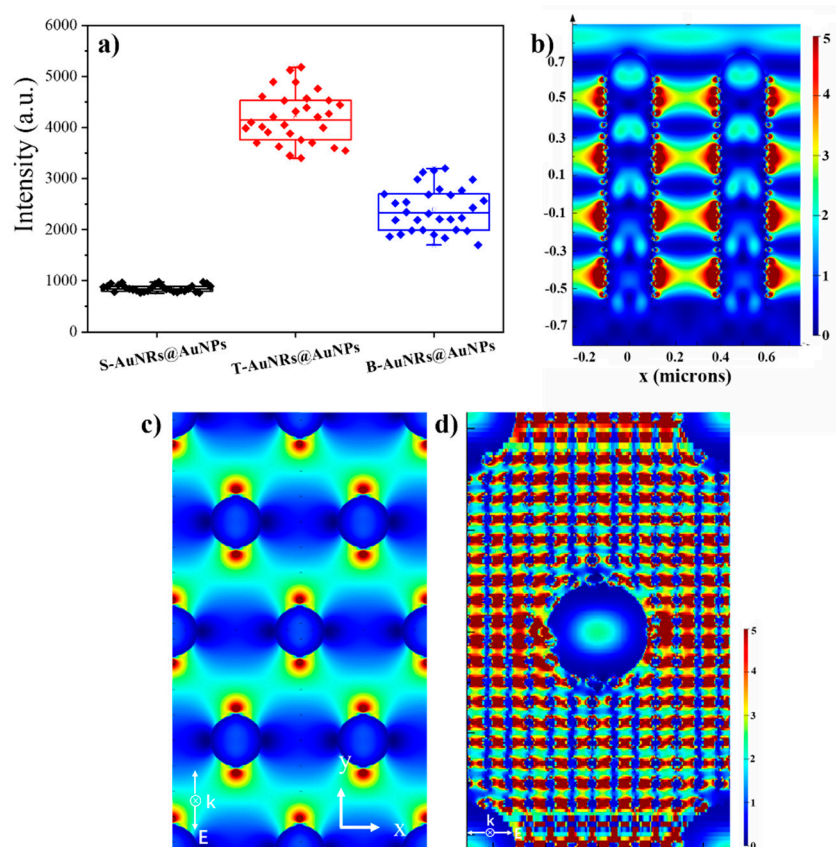 a)
6000
5000
4000
3000
2000
1000
0
Intensity (a.u.)
S-AuNRs@AuNPs
T-AuNRs@AuNPs
B-AuNRs@AuNPs
b)
0.7
0.5
0.3
0.1
-0.1
-0.3
-0.5
-0.7
-0.2 0 0.2 0.4 0.6
x (microns)
5
4
3
2
1
0
c)
k
E
y
x
d)
k
E
5
4
3
2
1
0